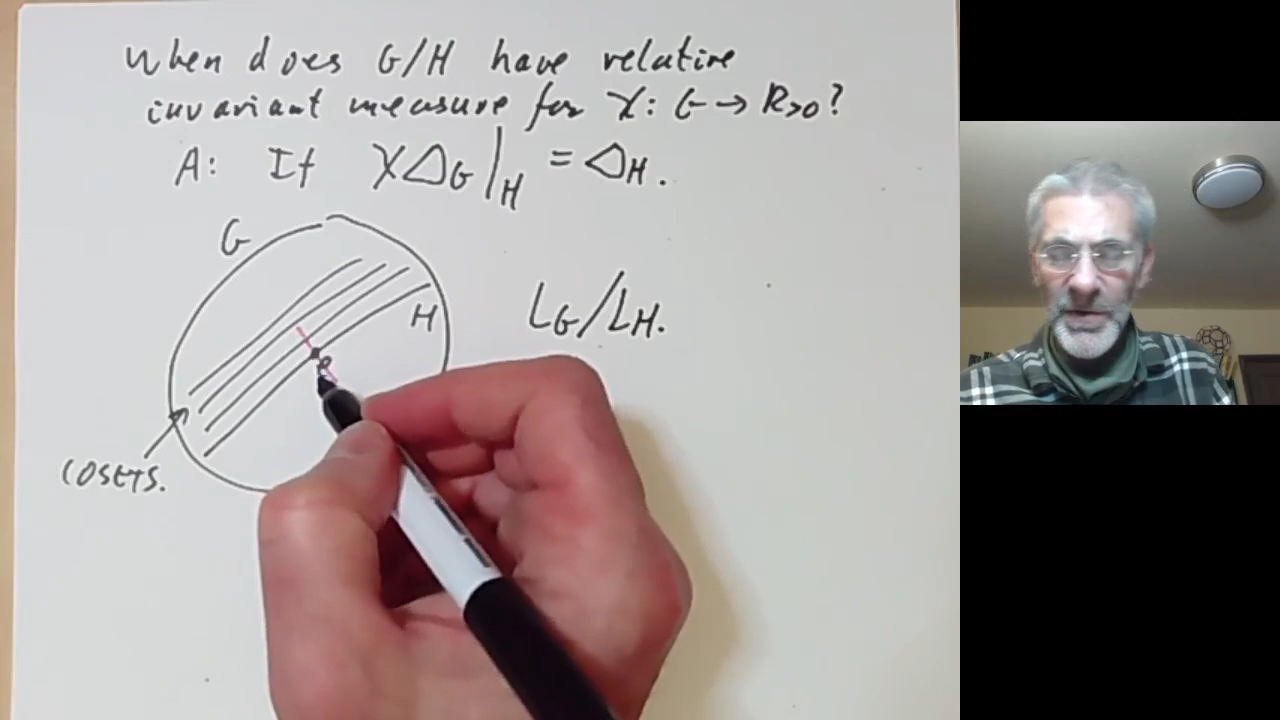 When does G/H have relative
invariant measure for χ: G → R>0?
A: If χΔG|H = ΔH.
G
H
LG/LH.
e
COSETS.